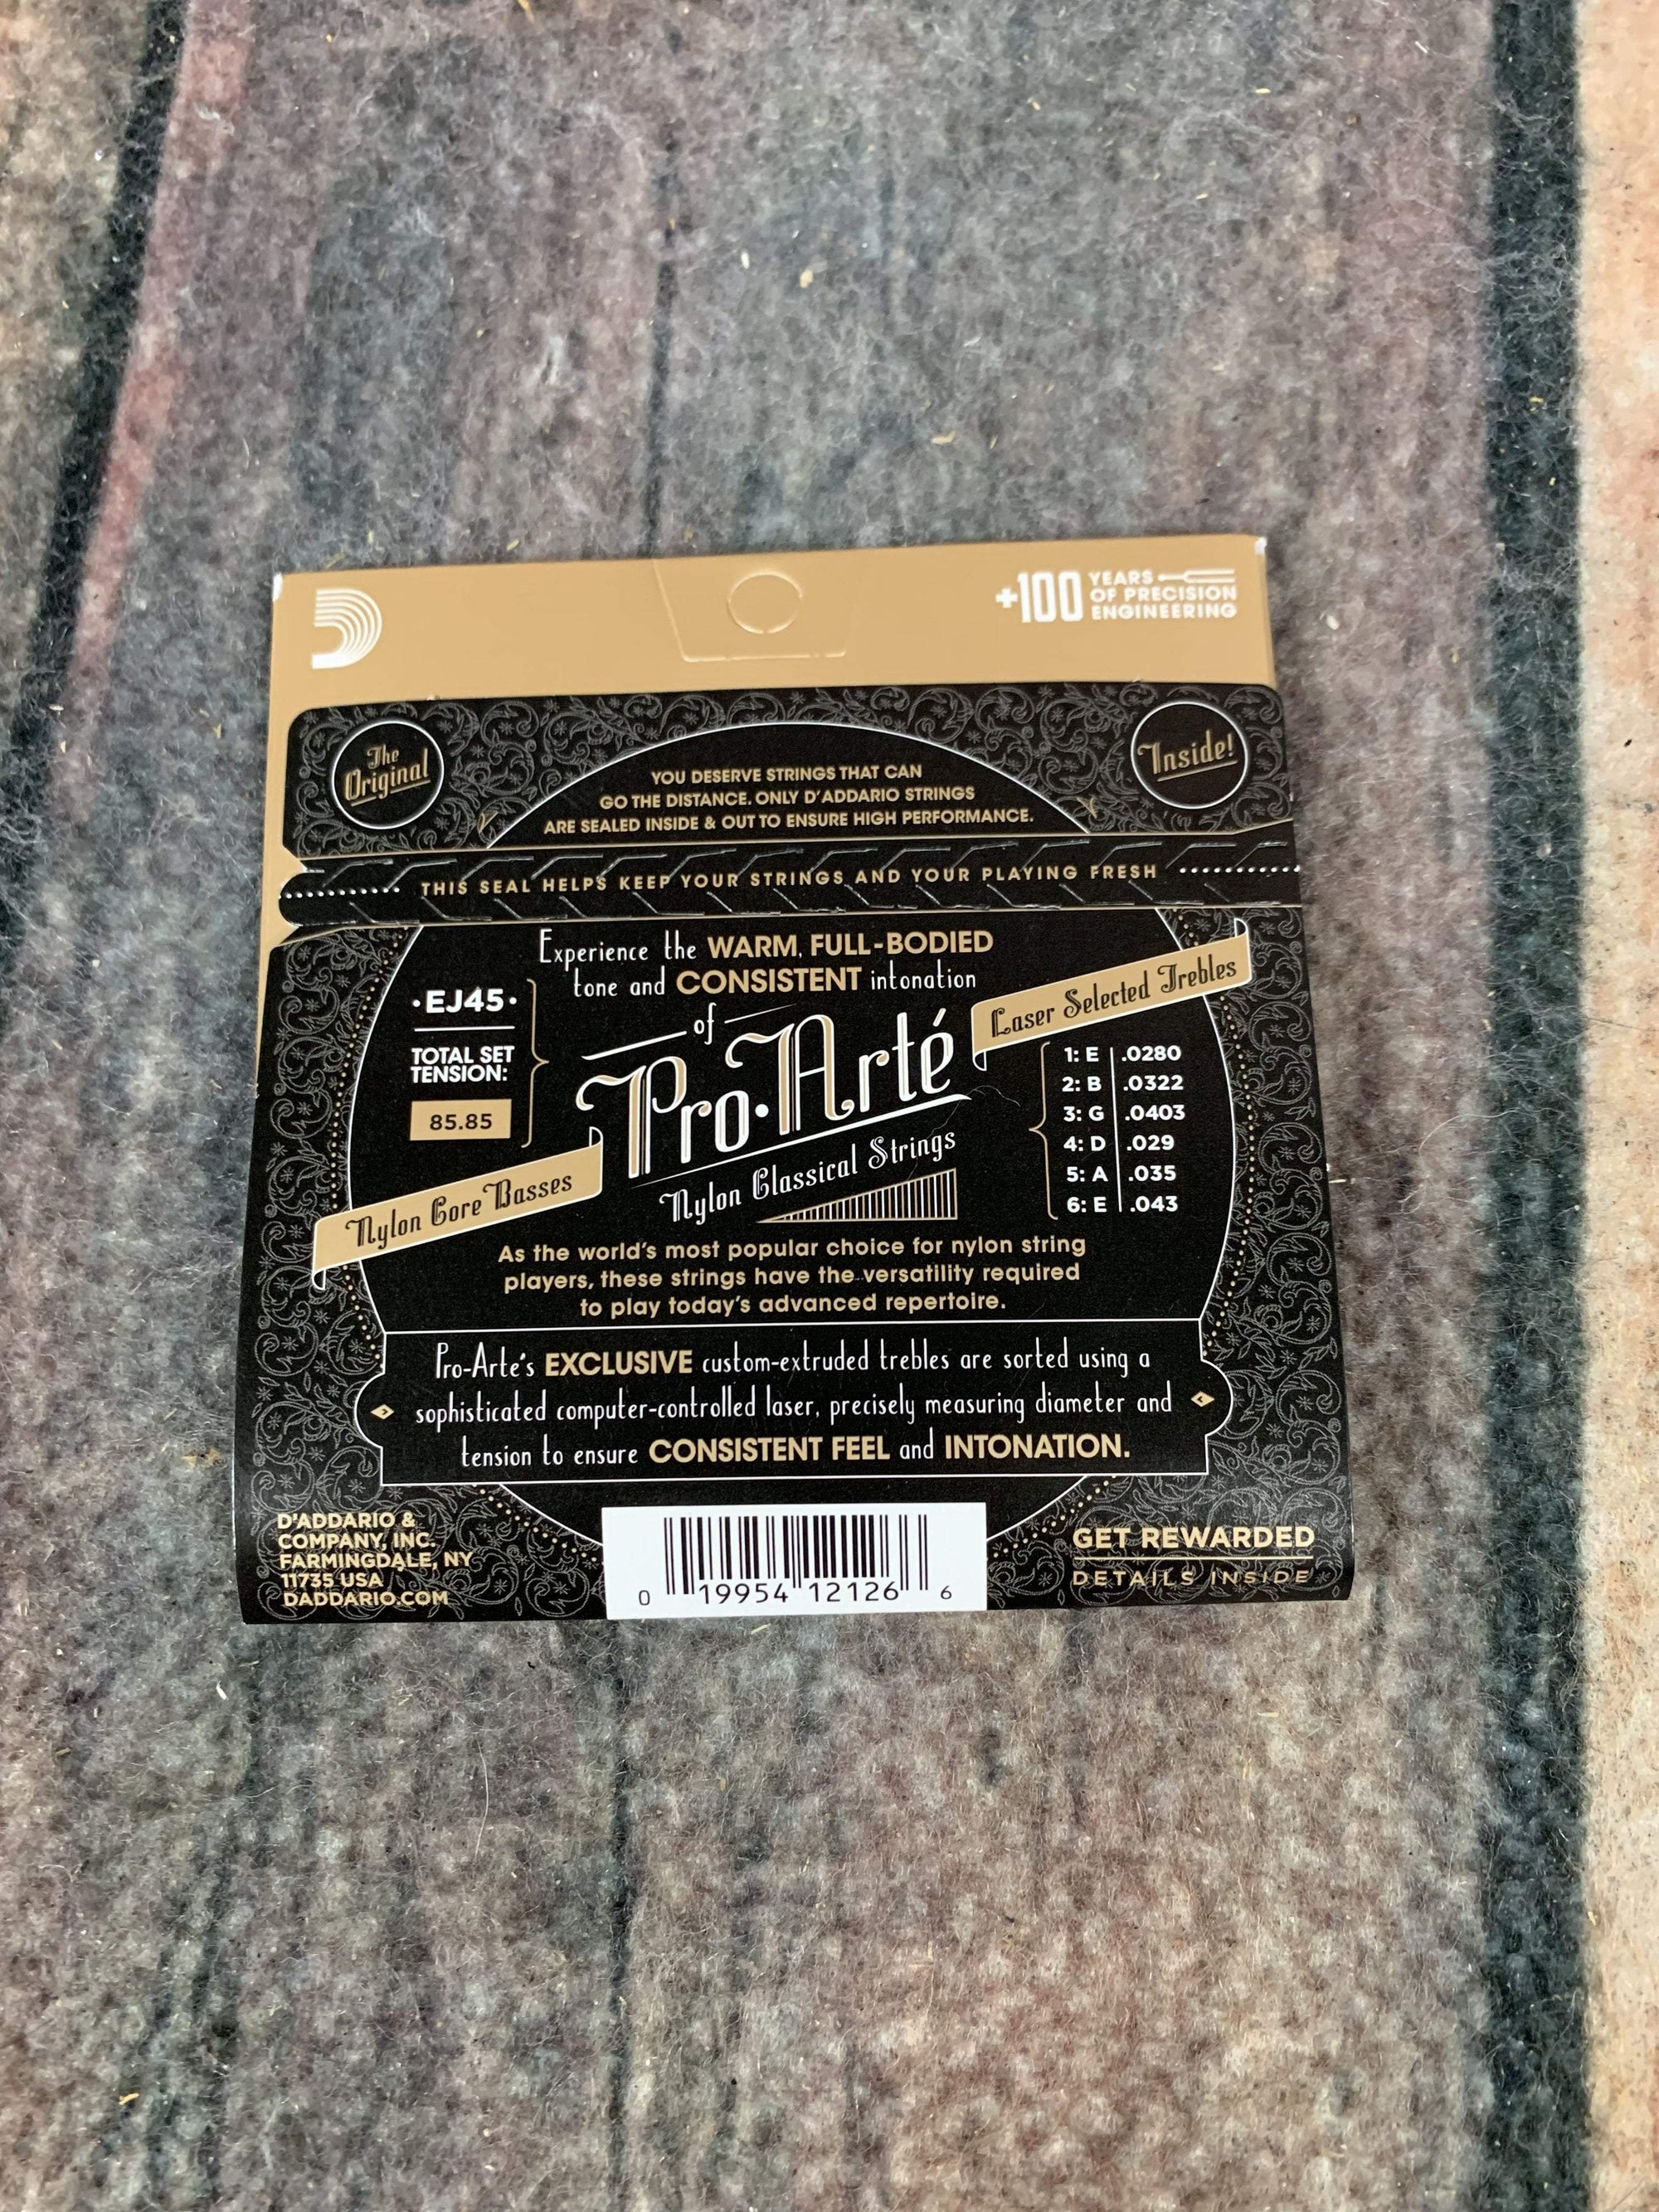 +100 YEARS
OF PRECISION
ENGINEERING
The
Original
Inside!
YOU DESERVE STRINGS THAT CAN
GO THE DISTANCE. ONLY D'ADDARIO STRINGS
ARE SEALED INSIDE & OUT TO ENSURE HIGH PERFORMANCE.
THIS SEAL HELPS KEEP YOUR STRINGS AND YOUR PLAYING FRESH
Experience the WARM, FULL-BODIED
tone and CONSISTENT intonation
of
Pro•Arté
Nylon Classical Strings
•EJ45•
TOTAL SET
TENSION:
85.85
Nylon Core Basses
Laser Selected Trebles
1: E .0280
2: B .0322
3: G .0403
4: D .029
5: A .035
6: E .043
As the world's most popular choice for nylon string
players, these strings have the versatility required
to play today's advanced repertoire.
Pro-Arté's EXCLUSIVE custom-extruded trebles are sorted using a
sophisticated computer-controlled laser, precisely measuring diameter and
tension to ensure CONSISTENT FEEL and INTONATION.
D'ADDARIO &
COMPANY, INC.
FARMINGDALE, NY
11735 USA
DADDARIO.COM
0 19954 12126 6
GET REWARDED
DETAILS INSIDE